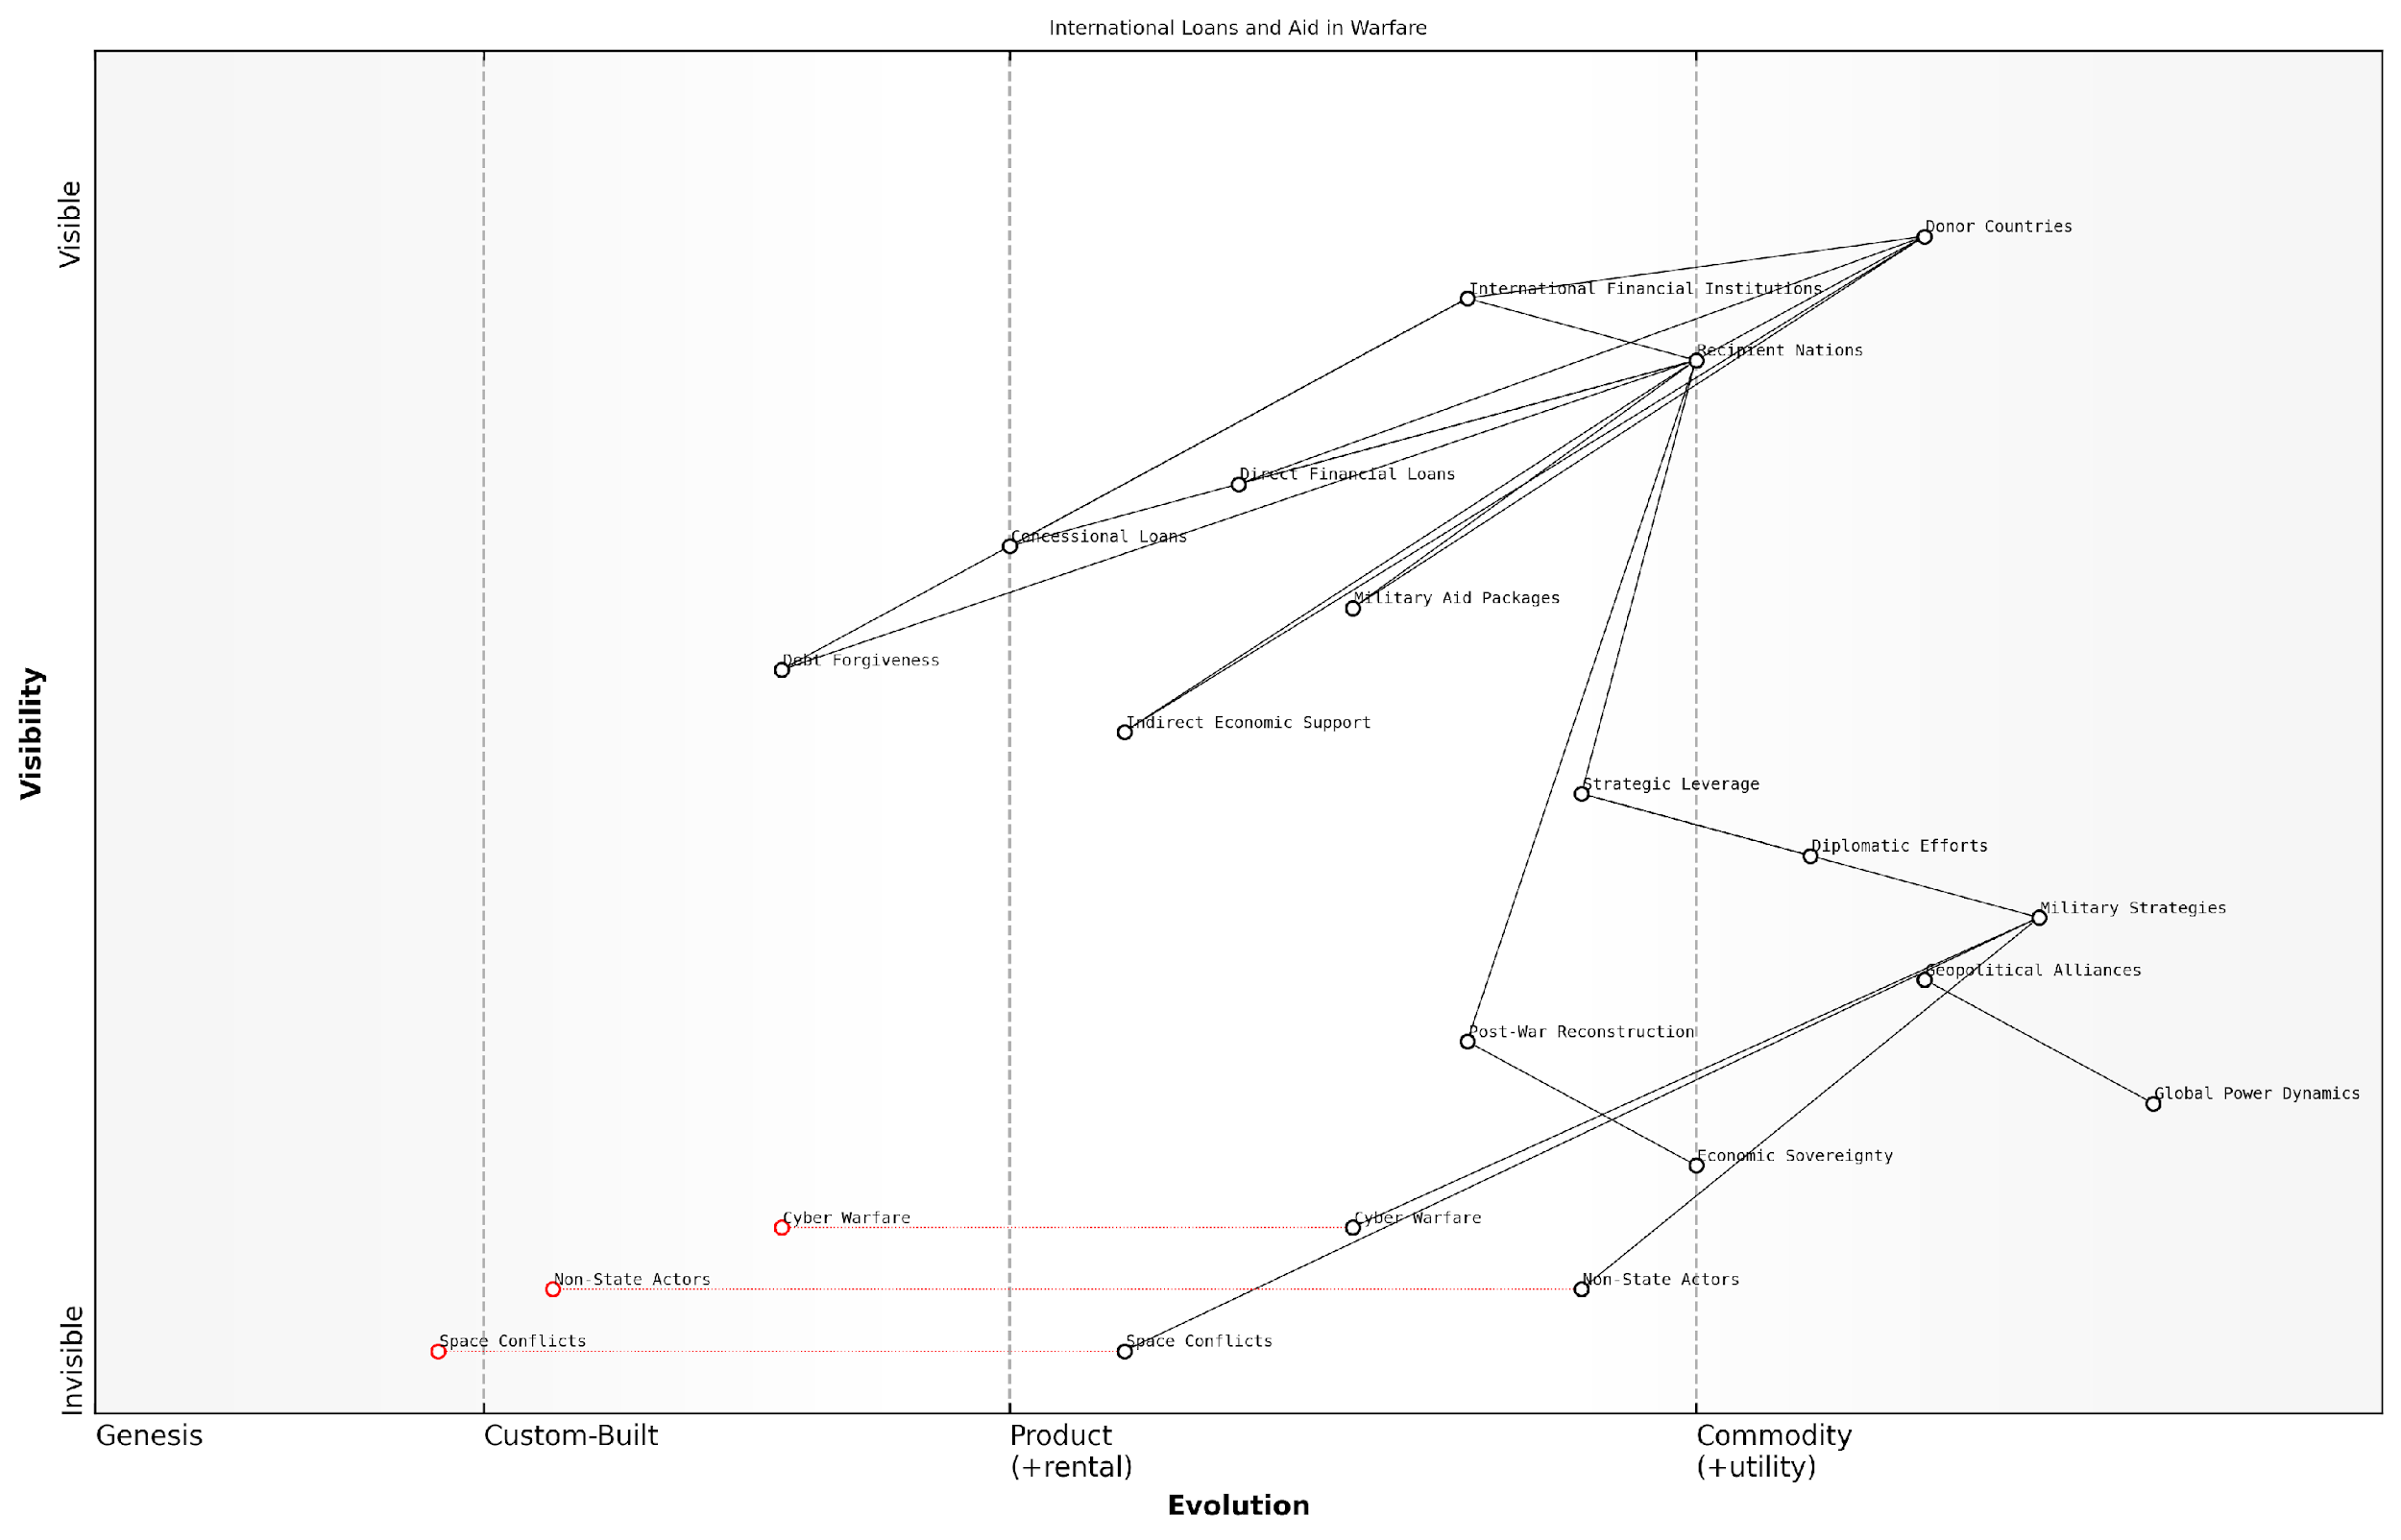 International Loans and Aid in Warfare
Visible
Donor Countries
International Financial Institutions
Recipient Nations
Direct Financial Loans
Concessional Loans
Military Aid Packages
Debt Forgiveness
Indirect Economic Support
Visibility
Strategic Leverage
Diplomatic Efforts
Military Strategies
Geopolitical Alliances
Post-War Reconstruction
Global Power Dynamics
Economic Sovereignty
Cyber Warfare
Cyber Warfare
Non-State Actors
Non-State Actors
Space Conflicts
Space Conflicts
Invisible
Genesis
Custom-Built
Product
(+rental)
Commodity
(+utility)
Evolution